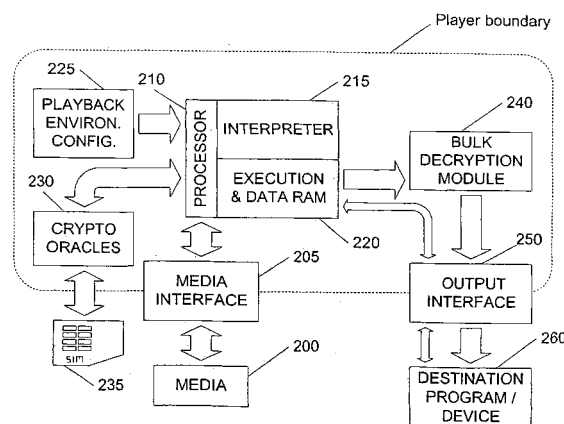 Player boundary
225
210
215
240
PLAYBACK
ENVIRON.
CONFIG.
PROCESSOR
INTERPRETER
EXECUTION
& DATA RAM
BULK
DECRYPTION
MODULE
230
220
CRYPTO
ORACLES
205
MEDIA
INTERFACE
250
OUTPUT
INTERFACE
SIM
235
200
MEDIA
260
DESTINATION
PROGRAM /
DEVICE